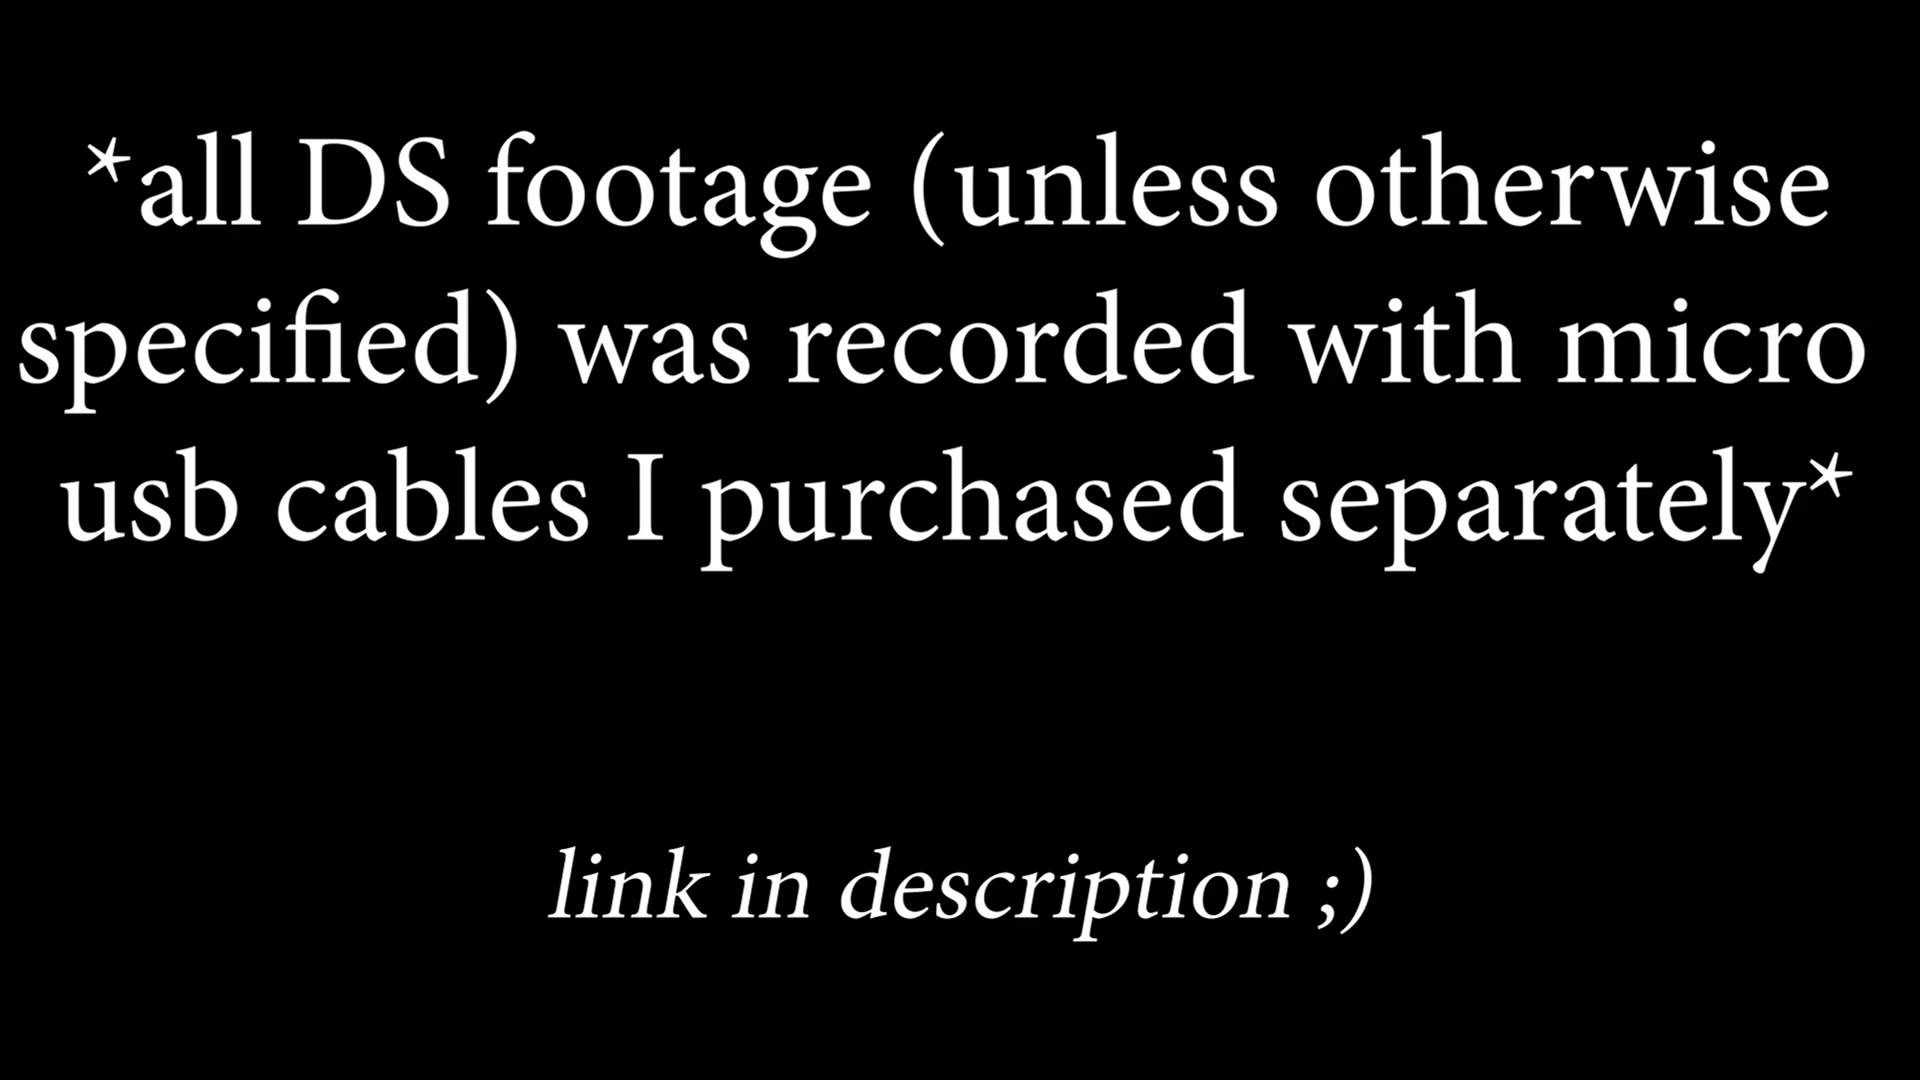 *all DS footage (unless otherwise
specified) was recorded with micro
usb cables I purchased separately*
link in description ;)